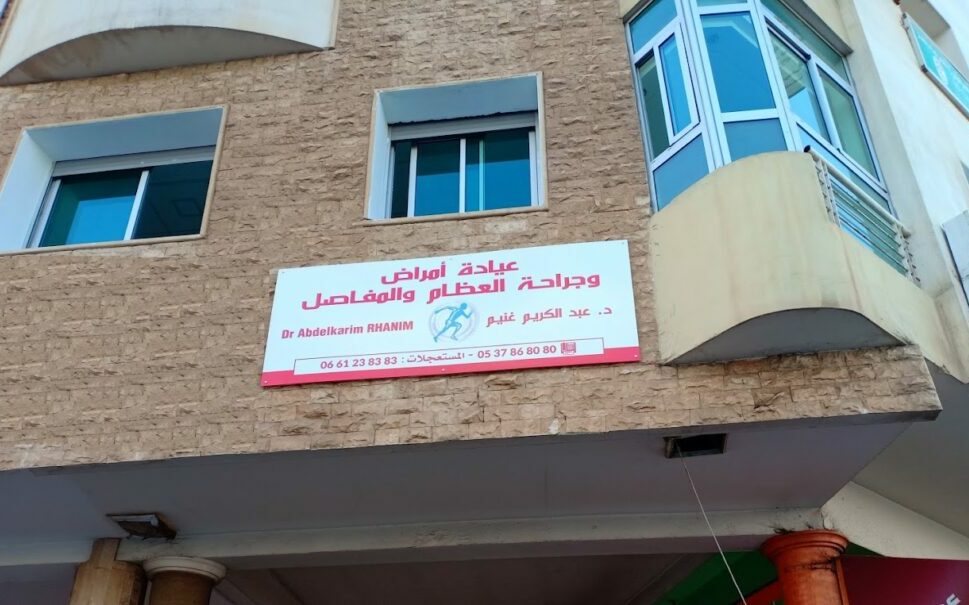 عيادة أمراض
وجراحة العظام والمفاصل
د. عبد الكريم غنيم
Dr Abdelkarim RHANIM
05 37 86 80 80 - المستعجلات : 06 61 23 83 83